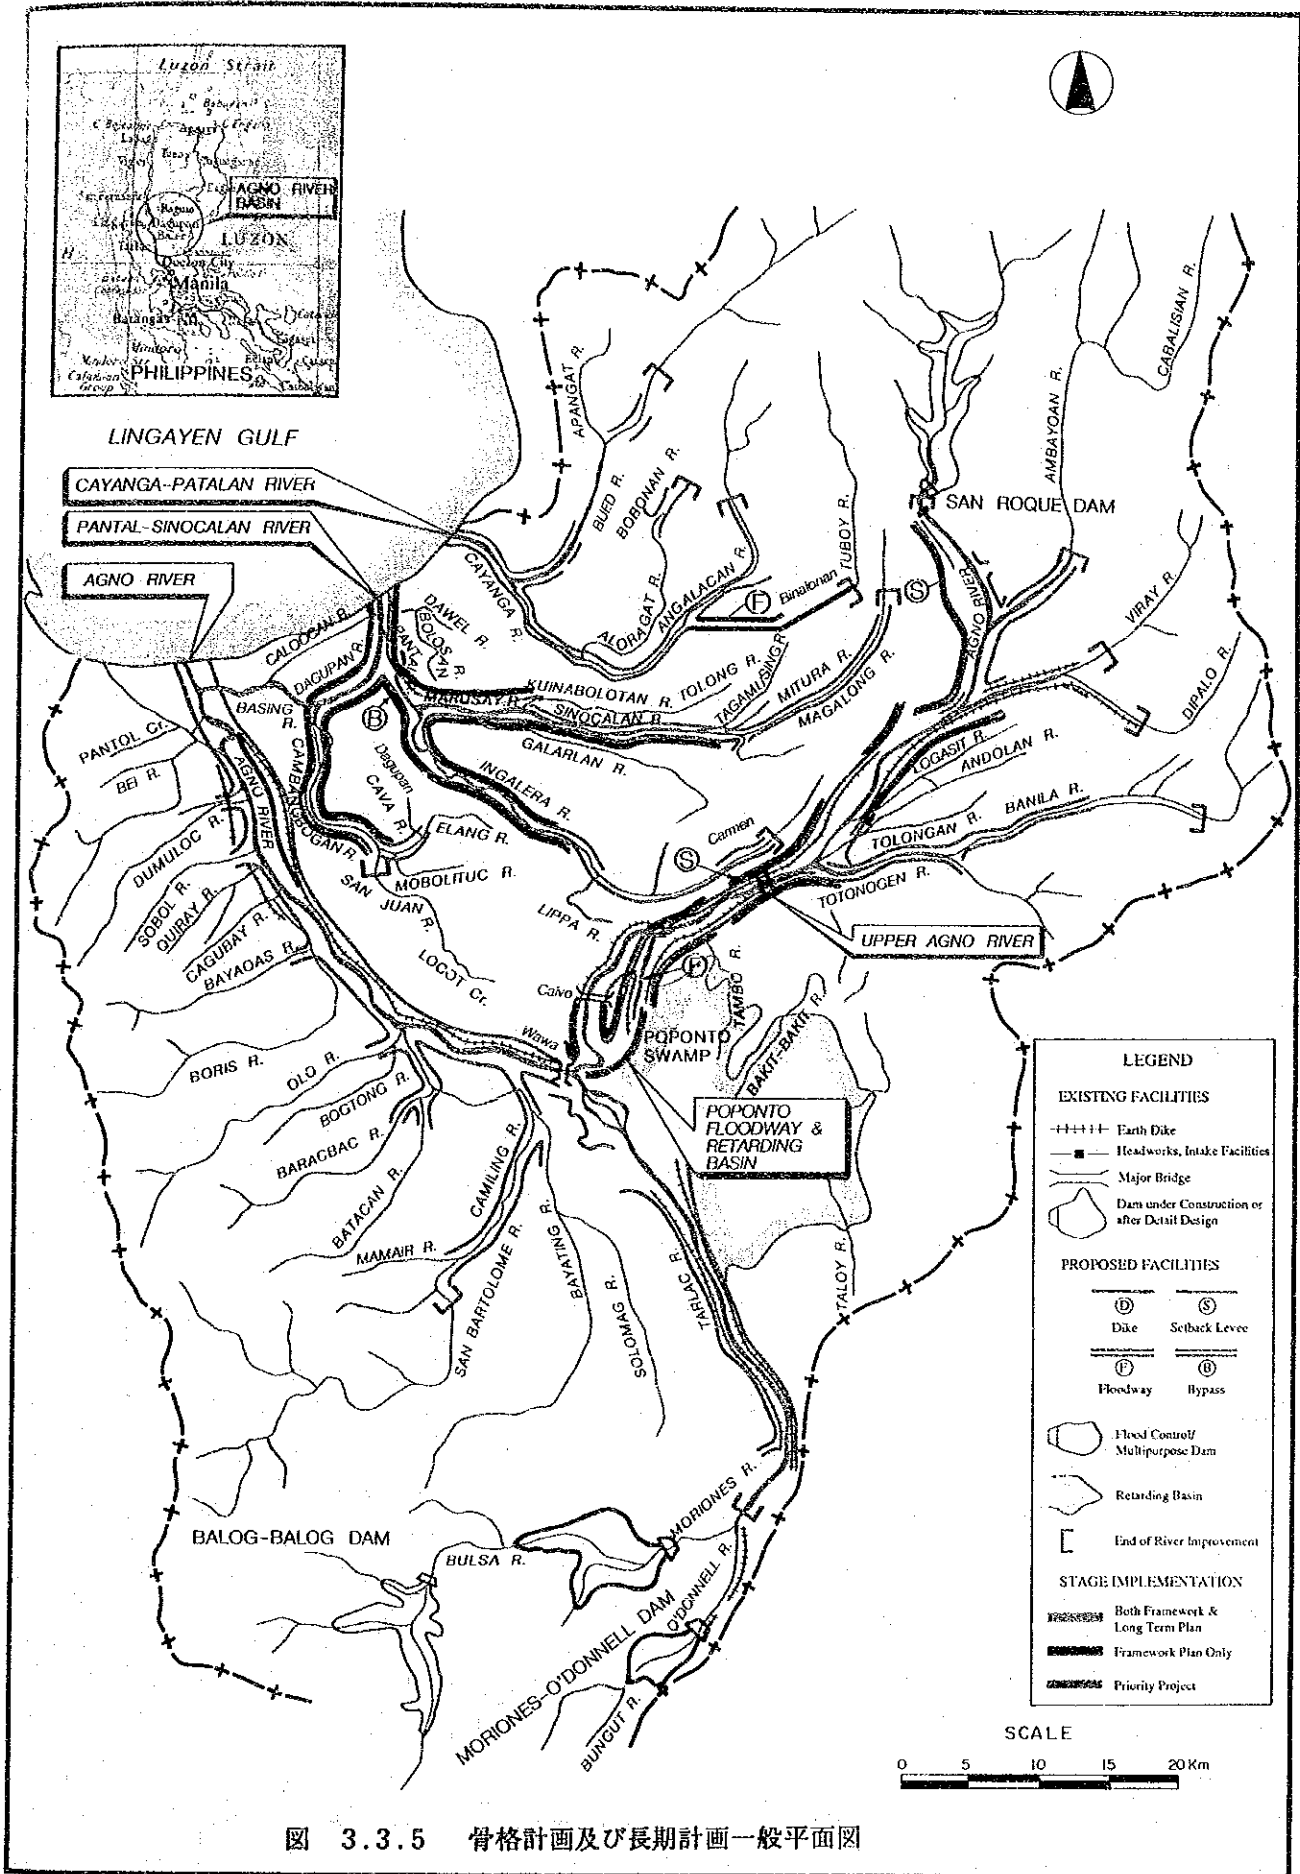 Luzon Strait
AGNO RIVER
BASIN
LUZON
Manila
Batangas
PHILIPPINES
LINGAYEN GULF
CAYANGA-PATALAN RIVER
PANTAL-SINOCALAN RIVER
AGNO RIVER
APANGAT R.
BUED R.
BOBONAN R.
CAYANGA R.
ALORAGAT R.
ANGALACAN R.
F
Binalonan
TUBOY R.
S
SAN ROQUE DAM
AMBAYOAN R.
CABALISIAN R.
VIRAY R.
DIPALO R.
AGNO RIVER
CALOOCAN R.
DAGUPAN R.
PANTAL
DAWEL R.
BOLOSAN R.
BASING
R.
B
MARUSAY R.
KUINABOLOTAN R.
TOLONG R.
SINOCALAN R.
TAGAMUSING R.
MITURA R.
MAGALONG R.
GALARLAN R.
INGALERA R.
Dagupan
CAVA R.
ELANG R.
MOBOLITUC R.
SAN JUAN R.
LOCOT Cr.
PANTOL Cr.
BEI R.
AGNO RIVER
DUMULOC R.
SOBOL R.
QUIRAY R.
CAGUBAY R.
BAYAOAS R.
BORIS R.
OLO R.
BOGTONG R.
BARACBAC R.
BATACAN R.
MAMAIR R.
CAMILING R.
SAN BARTOLOME R.
BAYATING R.
SOLOMAG R.
TARLAC R.
TALOY R.
LOGASIT R.
ANDOLAN R.
BANILA R.
TOLONGAN R.
TOTONOGEN R.
Carmen
S
LIPPA R.
UPPER AGNO RIVER
F
TAMBO R.
BAKIT-BAKIT R.
Calvo
Wawa
POPONTO
SWAMP
POPONTO
FLOODWAY &
RETARDING
BASIN
BALOG-BALOG DAM
BULSA R.
MORIONES R.
O'DONNELL R.
MORIONES-O'DONNELL DAM
BUNGUT R.
LEGEND
EXISTING FACILITIES
Earth Dike
Headworks, Intake Facilities
Major Bridge
Dam under Construction or
after Detail Design
PROPOSED FACILITIES
D S
Dike Setback Levee
F B
Floodway Bypass
Flood Control/
Multipurpose Dam
Retarding Basin
End of River Improvement
STAGE IMPLEMENTATION
Both Framework &
Long Term Plan
Framework Plan Only
Priority Project
SCALE
0 5 10 15 20 Km
図 3.3.5 骨格計画及び長期計画一般平面図